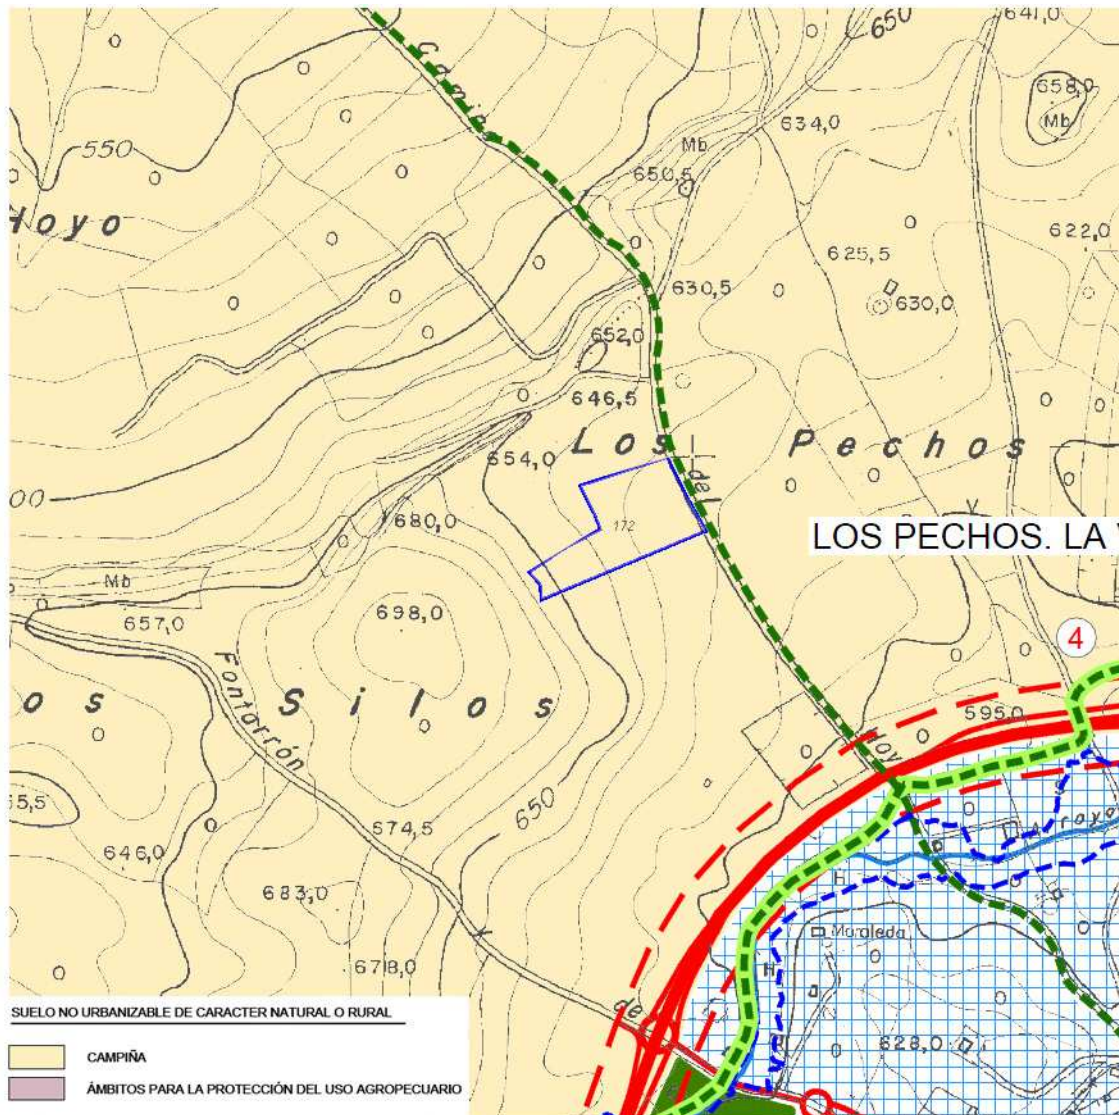 650
641,0
Camino
658,0
Mb
634,0
550
Mb
650,5
Hoyo
622,0
625,5
630,5
630,0
652,0
646,5
Los Pechos
654,0
del
00
680,0
172
V
LOS PECHOS. LA V
Mb
698,0
657,0
4
Fontarrón
os Silos
595,0
Hoy
55,5
650
574,5
A royo
646,0
683,0
Moraleda
678,0
H
de
628,0
SUELO NO URBANIZABLE DE CARACTER NATURAL O RURAL
CAMPIÑA
ÁMBITOS PARA LA PROTECCIÓN DEL USO AGROPECUARIO